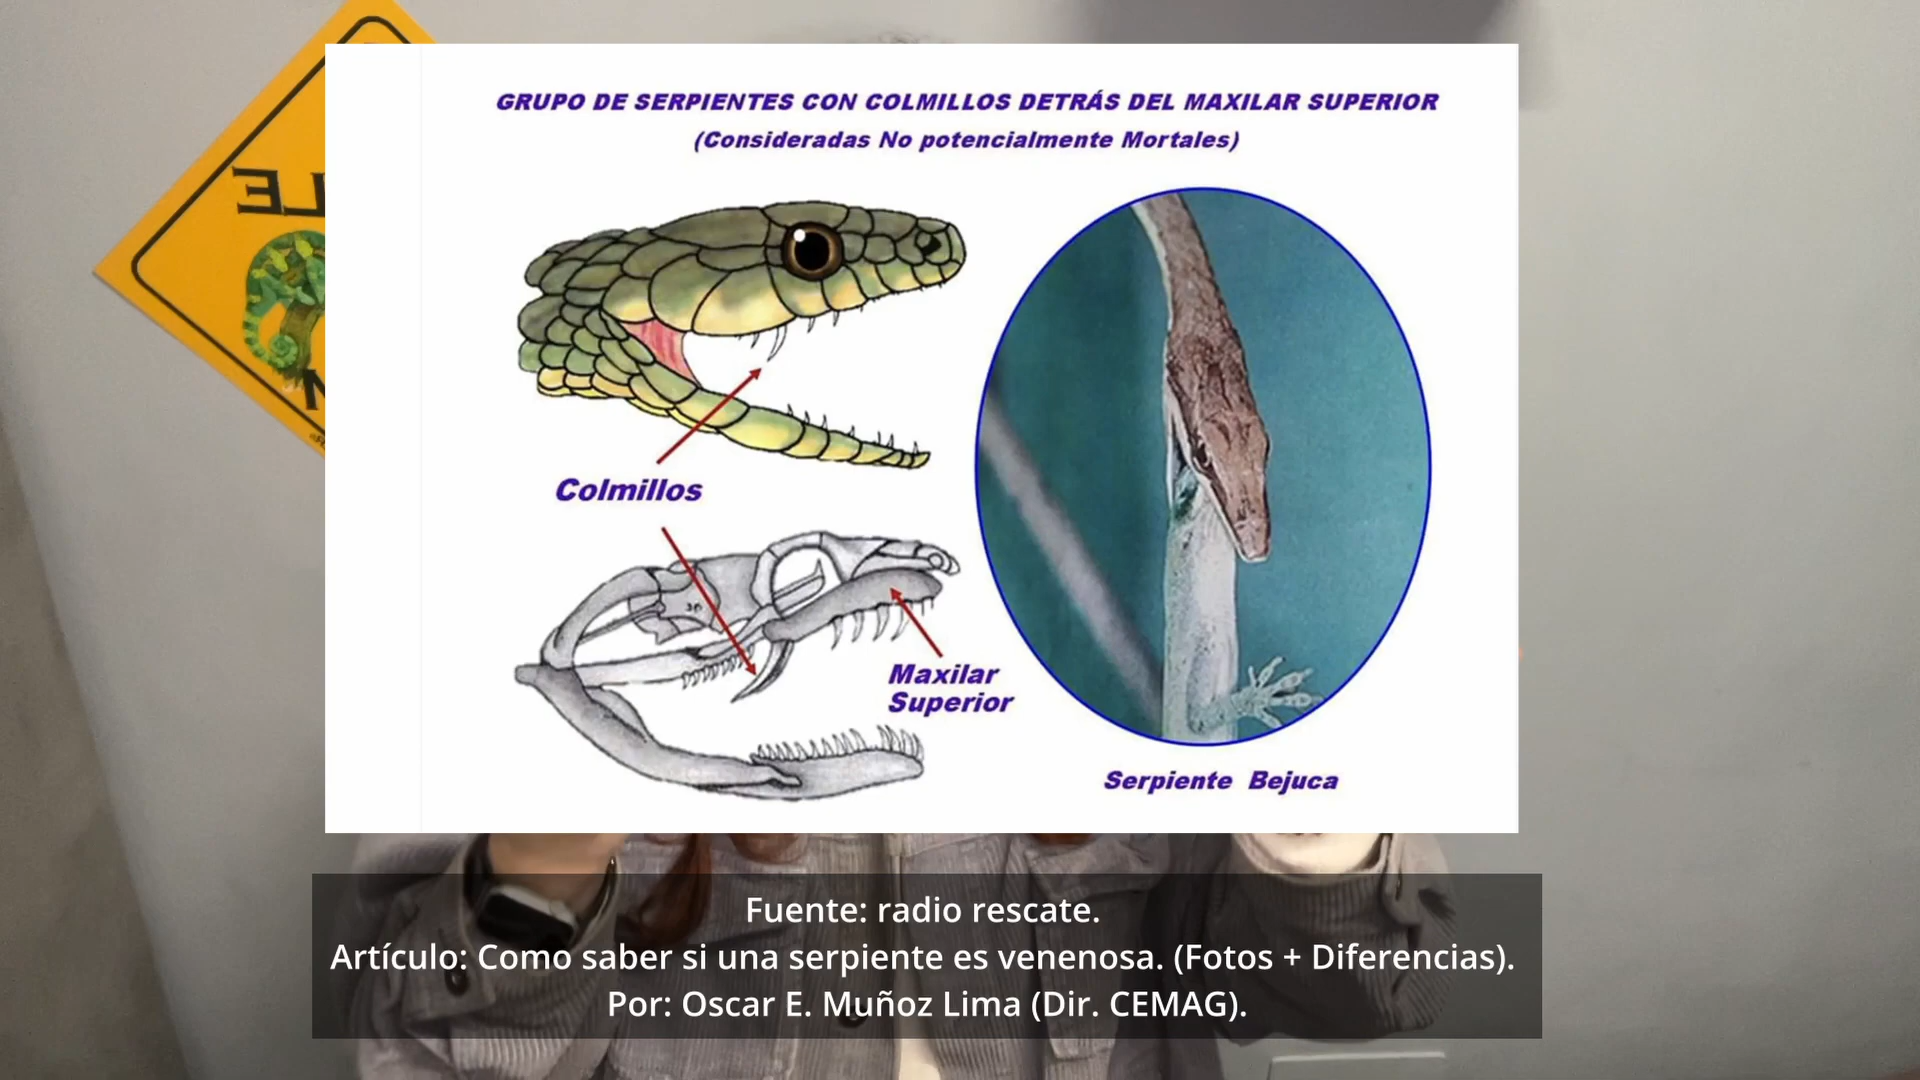 GRUPO DE SERPIENTES CON COLMILLOS DETRÁS DEL MAXILAR SUPERIOR
(Consideradas No potencialmente Mortales)
Colmillos
Maxilar
Superior
Serpiente Bejuca
Fuente: radio rescate.
Artículo: Como saber si una serpiente es venenosa. (Fotos + Diferencias).
Por: Oscar E. Muñoz Lima (Dir. CEMAG).